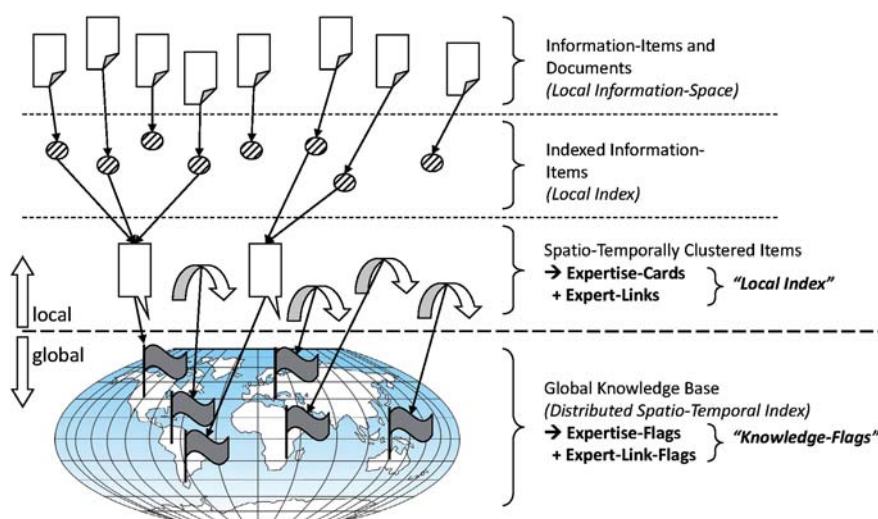 Information-Items and
Documents
(Local Information-Space)
Indexed Information-
Items
(Local Index)
Spatio-Temporally Clustered Items
➔ Expertise-Cards
+ Expert-Links
“Local Index”
local
global
Global Knowledge Base
(Distributed Spatio-Temporal Index)
➔ Expertise-Flags
+ Expert-Link-Flags
“Knowledge-Flags”